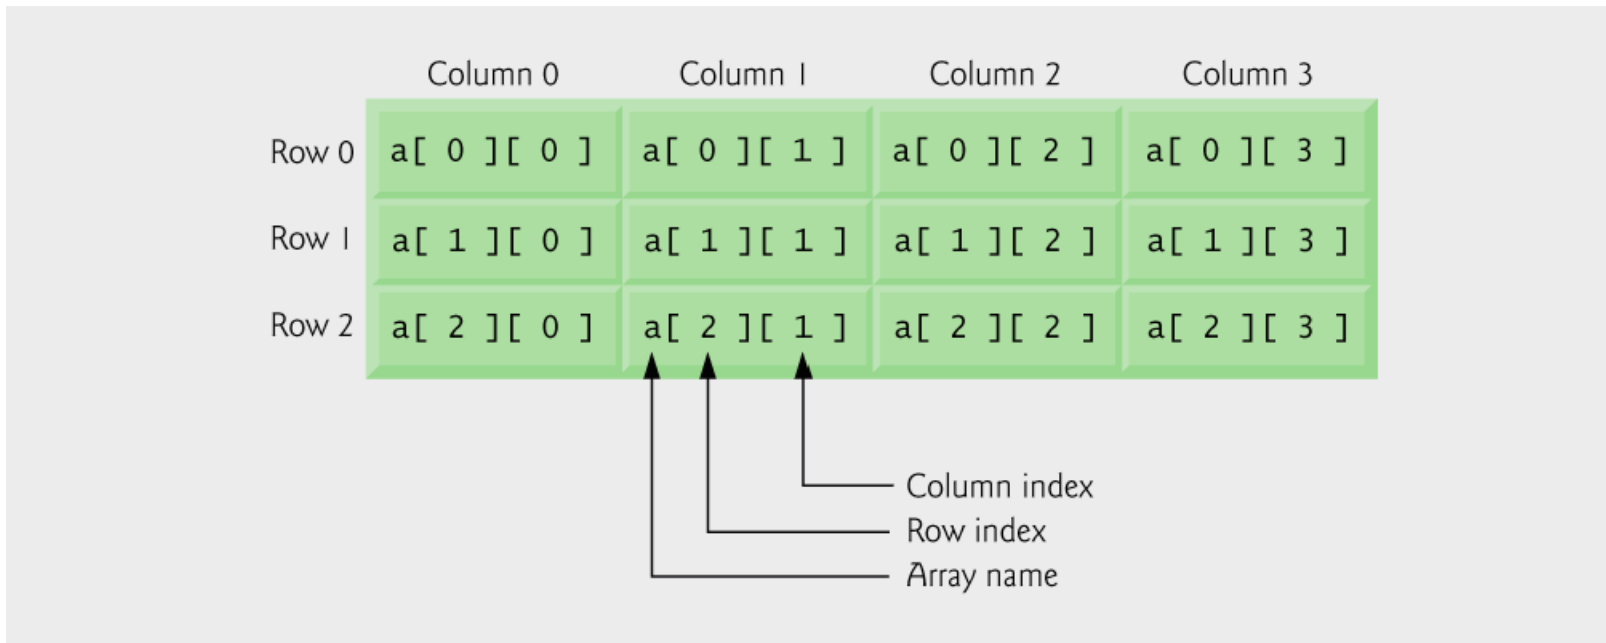 Column 0 Column 1 Column 2 Column 3
Row 0 a[ 0 ][ 0 ] a[ 0 ][ 1 ] a[ 0 ][ 2 ] a[ 0 ][ 3 ]
Row 1 a[ 1 ][ 0 ] a[ 1 ][ 1 ] a[ 1 ][ 2 ] a[ 1 ][ 3 ]
Row 2 a[ 2 ][ 0 ] a[ 2 ][ 1 ] a[ 2 ][ 2 ] a[ 2 ][ 3 ]
Column index
Row index
Array name